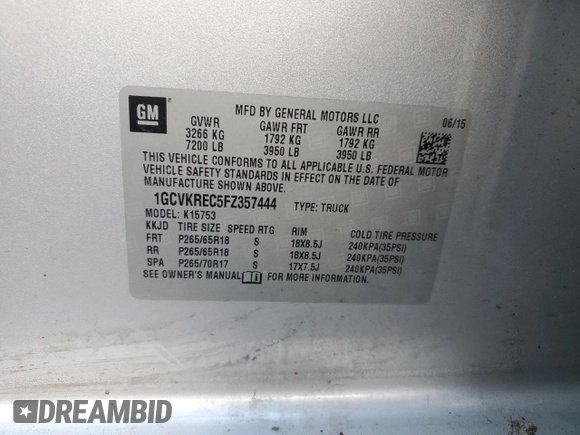 GM
MFD BY GENERAL MOTORS LLC
06/15
GVWR GAWR FRT GAWR RR
3266 KG 1792 KG 1792 KG
7200 LB 3950 LB 3950 LB
THIS VEHICLE CONFORMS TO ALL APPLICABLE U.S. FEDERAL MOTOR
VEHICLE SAFETY STANDARDS IN EFFECT ON THE DATE OF
MANUFACTURE SHOWN ABOVE.
1GCVKREC5FZ357444 TYPE: TRUCK
MODEL: K15753
KKJD TIRE SIZE SPEED RTG RIM COLD TIRE PRESSURE
FRT P265/65R18 S 18X8.5J 240KPA(35PSI)
RR P265/65R18 S 18X8.5J 240KPA(35PSI)
SPA P265/70R17 S 17X7.5J 240KPA(35PSI)
SEE OWNER'S MANUAL FOR MORE INFORMATION.
DREAMBID